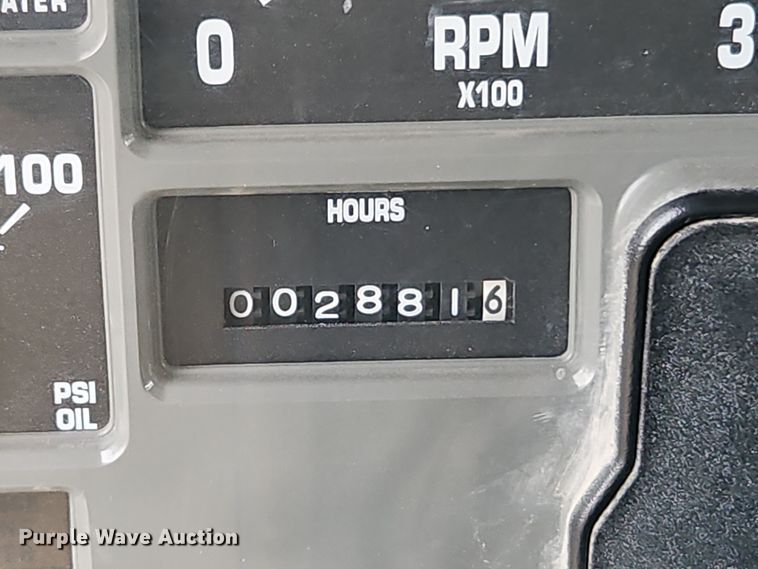 ATER
0 RPM 3
X100
100
HOURS
0028816
PSI
OIL
Purple Wave Auction